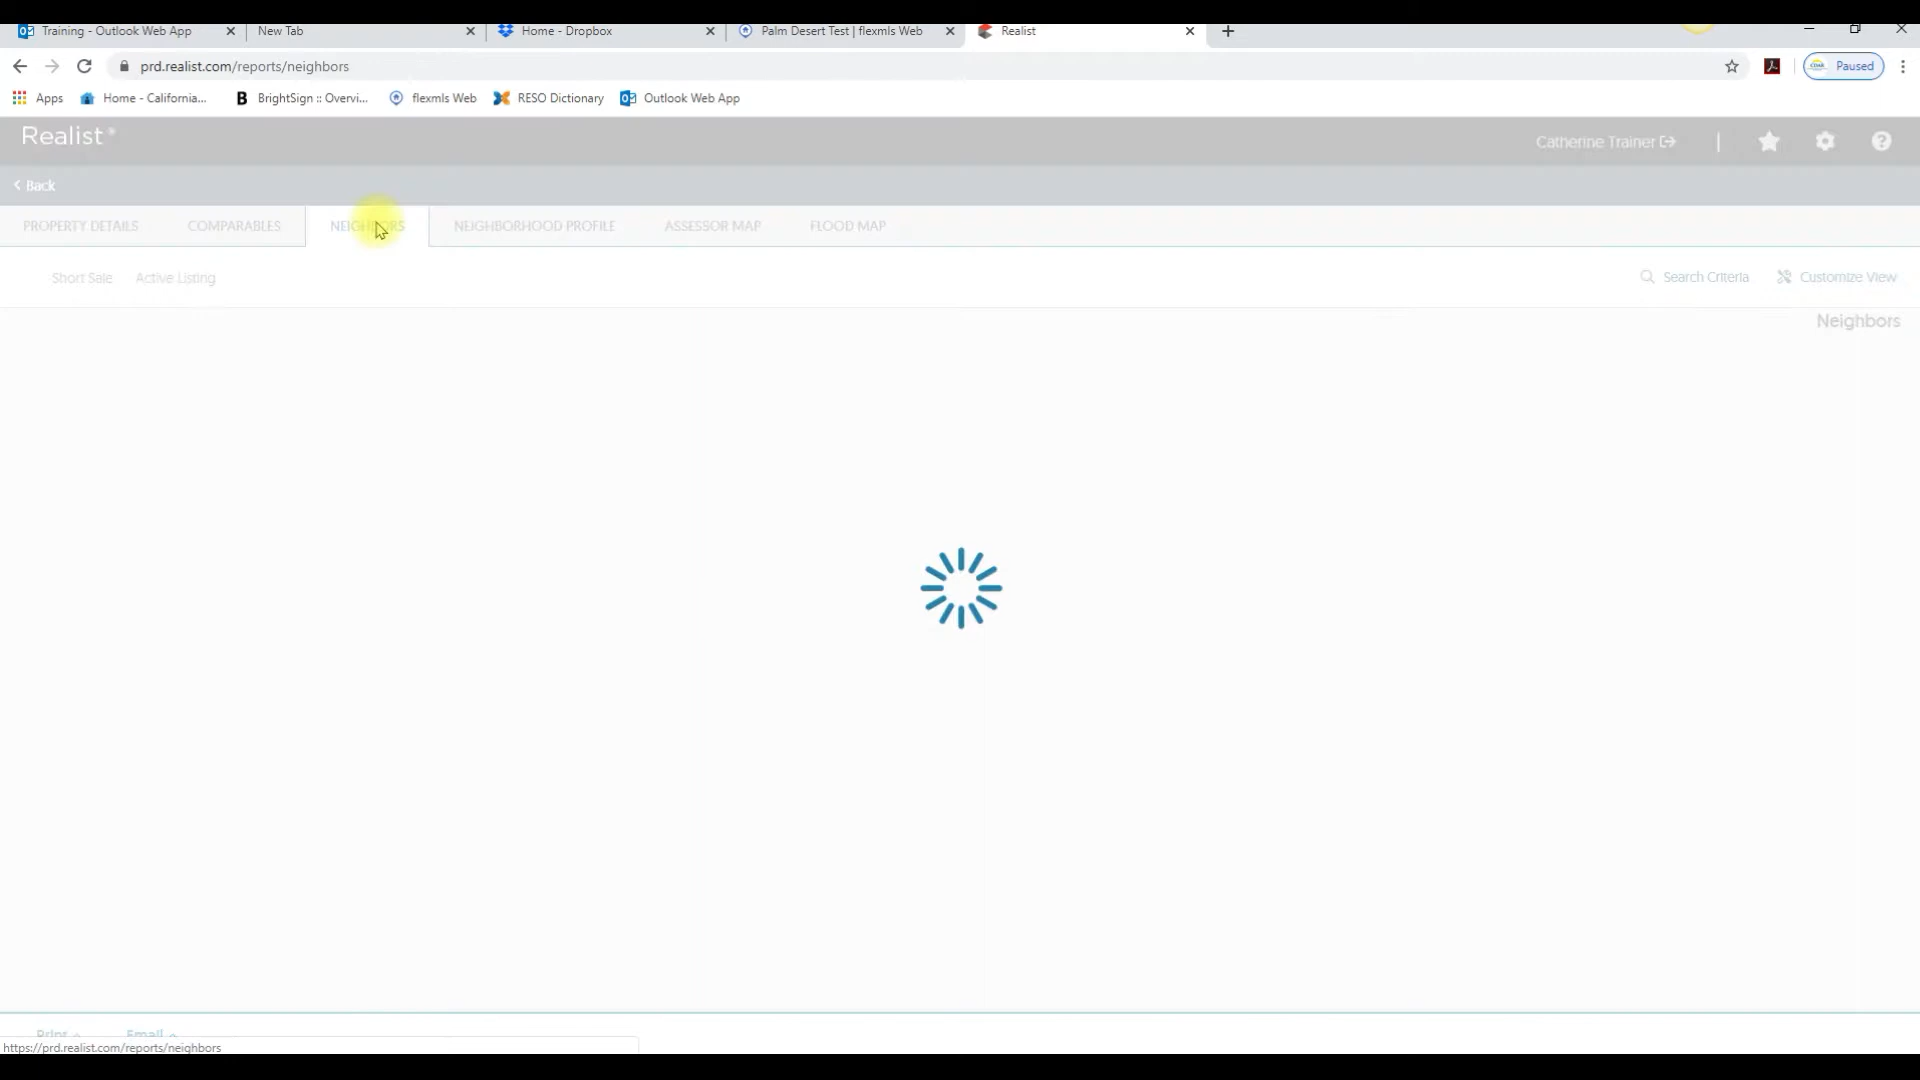 Training - Outlook Web App
New Tab
Home - Dropbox
Palm Desert Test | flexmls Web
Realist
prd.realist.com/reports/neighbors
Paused
Apps
Home - California...
B BrightSign :: Overvi...
flexmls Web
RESO Dictionary
Outlook Web App
Realist®
Catherine Trainer
< Back
PROPERTY DETAILS
COMPARABLES
NEIGHBORS
NEIGHBORHOOD PROFILE
ASSESSOR MAP
FLOOD MAP
Short Sale
Active Listing
Search Criteria
Customize View
Neighbors
Print
Email
https://prd.realist.com/reports/neighbors